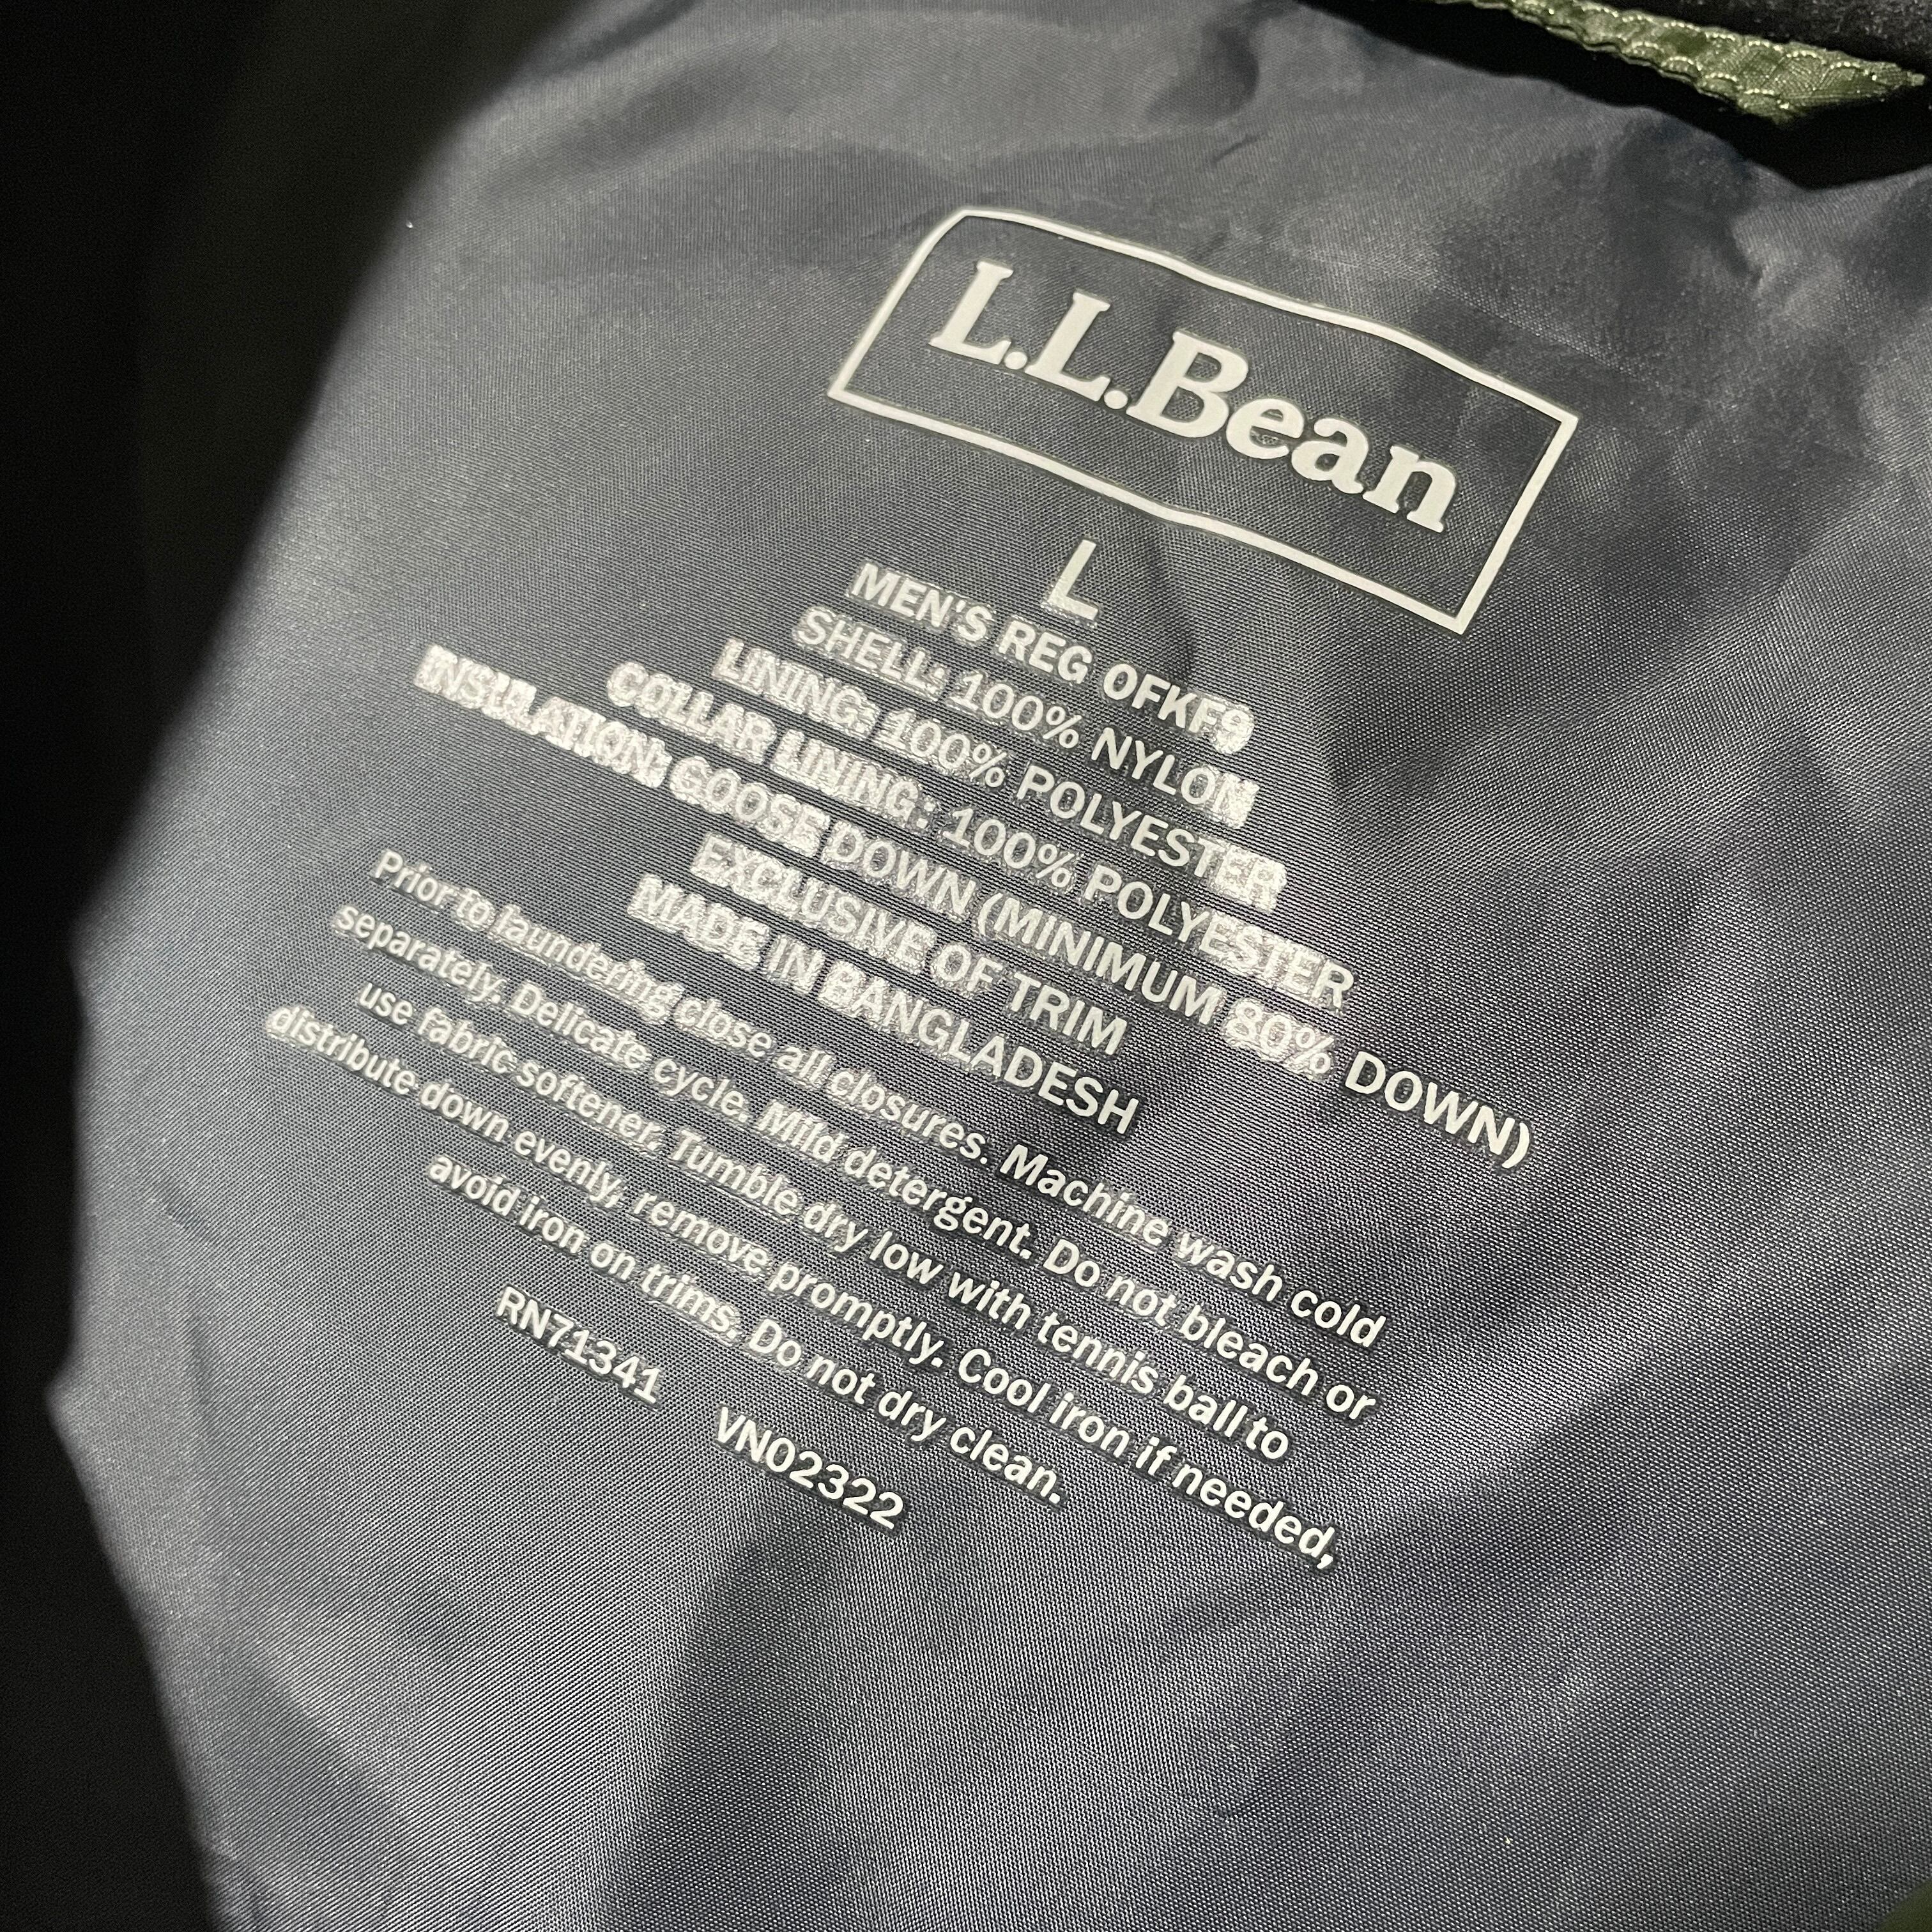 L.L.Bean
L
MEN'S REG OFKF9
SHELL: 100% NYLON
LINING: 100% POLYESTER
COLLAR LINING: 100% POLYESTER
INSULATION: GOOSE DOWN (MINIMUM 80% DOWN)
EXCLUSIVE OF TRIM
MADE IN BANGLADESH
Prior to laundering close all closures. Machine wash cold
separately. Delicate cycle. Mild detergent. Do not bleach or
use fabric softener. Tumble dry low with tennis ball to
distribute down evenly, remove promptly. Cool iron if needed,
avoid iron on trims. Do not dry clean.
RN71341 VN02322